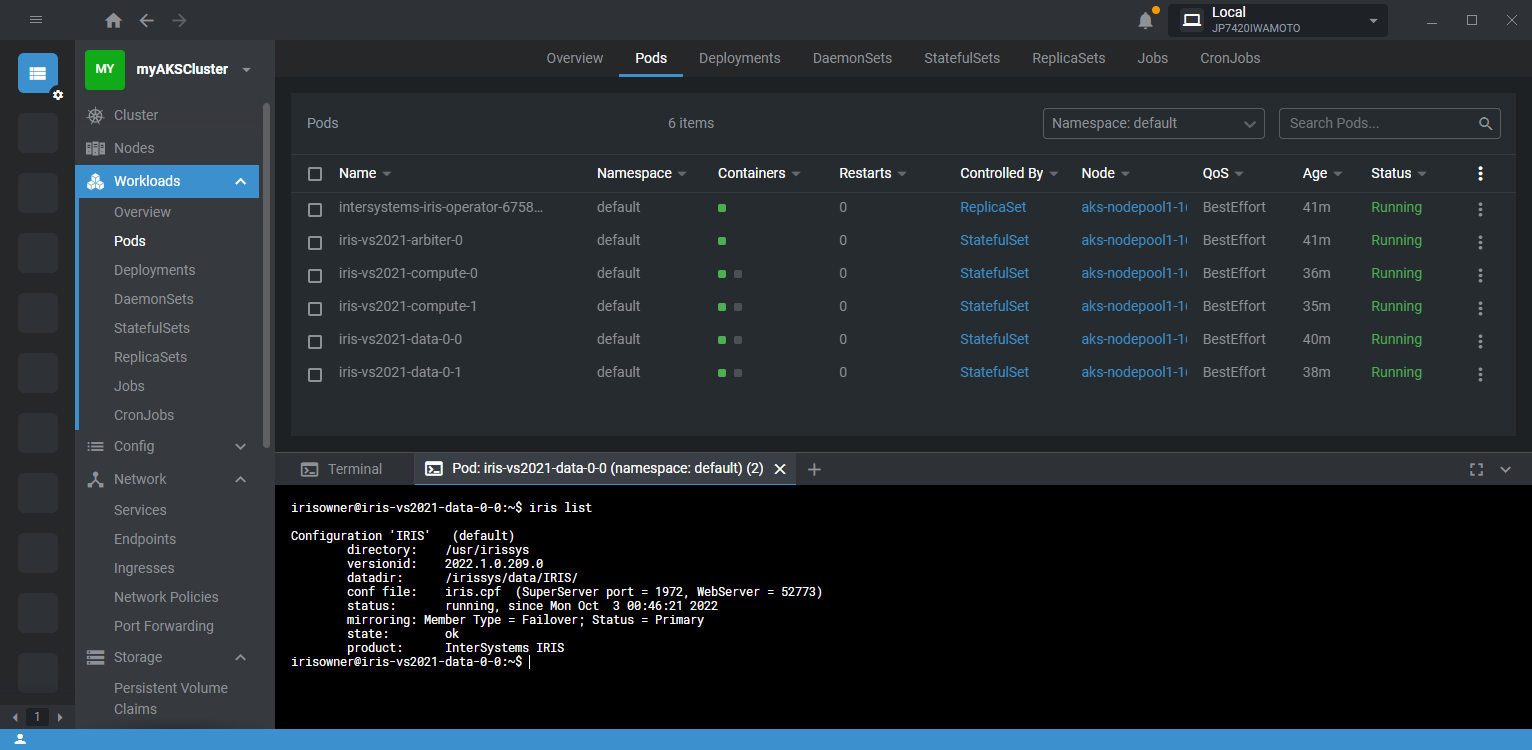 Local
JP7420IWAMOTO
MY myAKSCluster
Cluster
Nodes
Workloads
Overview
Pods
Deployments
DaemonSets
StatefulSets
ReplicaSets
Jobs
CronJobs
Config
Network
Services
Endpoints
Ingresses
Network Policies
Port Forwarding
Storage
Persistent Volume
Claims
1
Overview Pods Deployments DaemonSets StatefulSets ReplicaSets Jobs CronJobs
Pods 6 items Namespace: default Search Pods...
Name Namespace Containers Restarts Controlled By Node QoS Age Status
intersystems-iris-operator-6758... default 0 ReplicaSet aks-nodepool1-1 BestEffort 41m Running
iris-vs2021-arbiter-0 default 0 StatefulSet aks-nodepool1-1 BestEffort 41m Running
iris-vs2021-compute-0 default 0 StatefulSet aks-nodepool1-1 BestEffort 36m Running
iris-vs2021-compute-1 default 0 StatefulSet aks-nodepool1-1 BestEffort 35m Running
iris-vs2021-data-0-0 default 0 StatefulSet aks-nodepool1-1 BestEffort 40m Running
iris-vs2021-data-0-1 default 0 StatefulSet aks-nodepool1-1 BestEffort 38m Running
Terminal Pod: iris-vs2021-data-0-0 (namespace: default) (2)
irisowner@iris-vs2021-data-0-0:~$ iris list
Configuration 'IRIS' (default)
directory: /usr/irissys
versionid: 2022.1.0.209.0
datadir: /irissys/data/IRIS/
conf file: iris.cpf (SuperServer port = 1972, WebServer = 52773)
status: running, since Mon Oct 3 00:46:21 2022
mirroring: Member Type = Failover; Status = Primary
state: ok
product: InterSystems IRIS
irisowner@iris-vs2021-data-0-0:~$